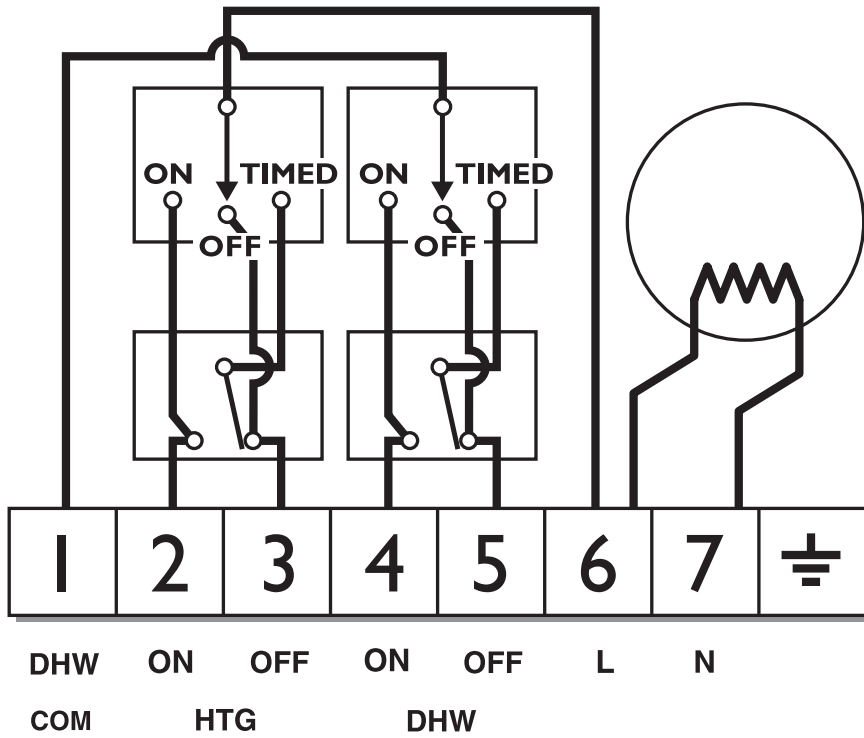 ON TIMED ON TIMED
OFF OFF
1 2 3 4 5 6 7
DHW ON OFF ON OFF L N
COM HTG DHW